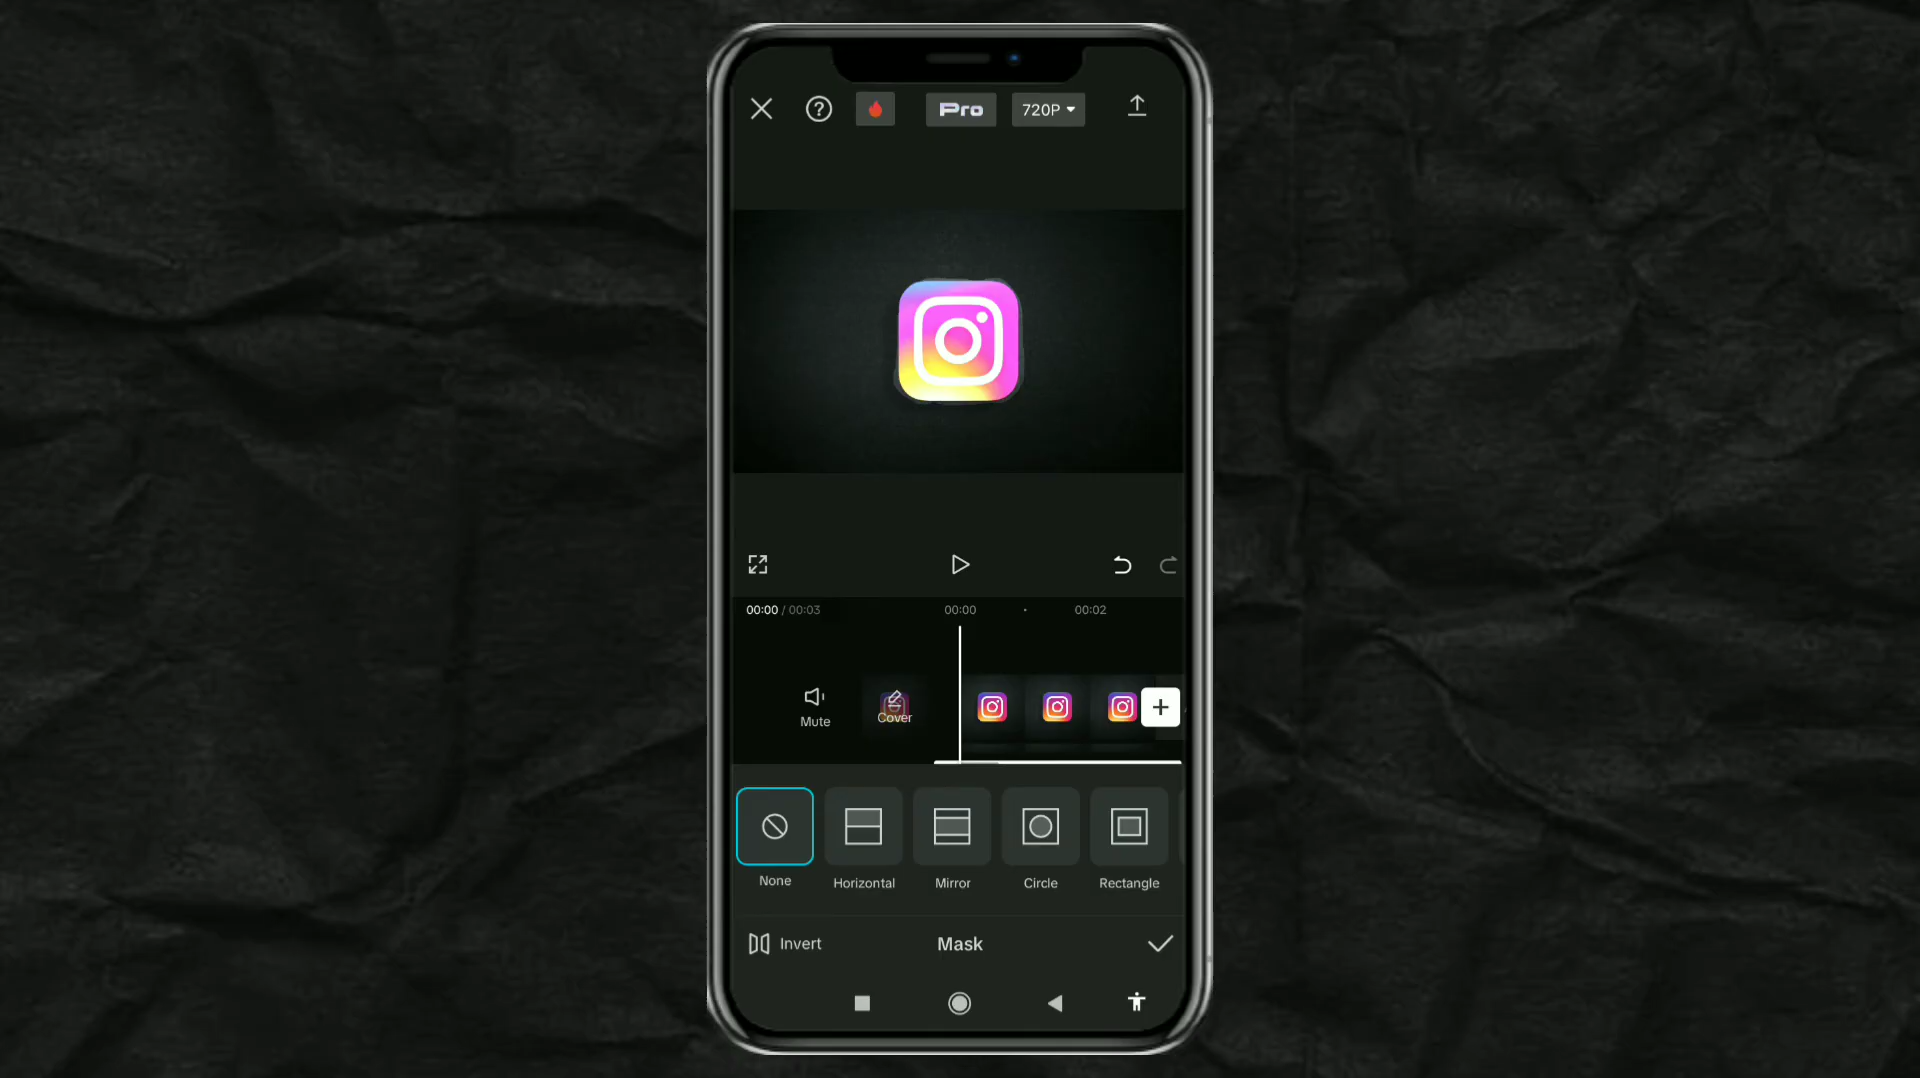 Pro
720P
00:00 / 00:03
00:00
00:02
Mute
Cover
None
Horizontal
Mirror
Circle
Rectangle
Invert
Mask